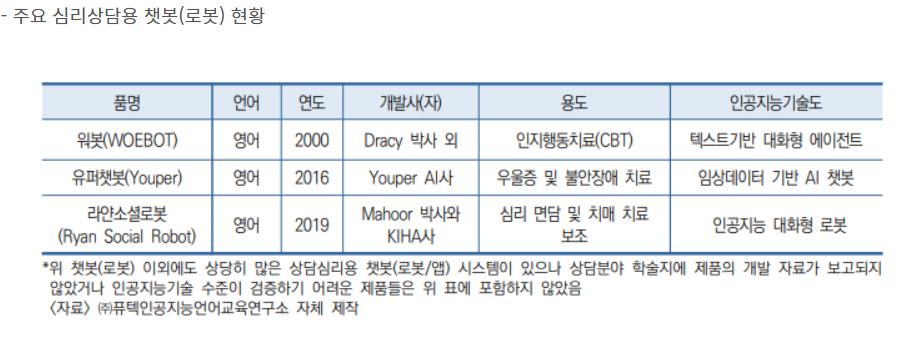 - 주요 심리상담용 챗봇(로봇) 현황
품명 언어 연도 개발사(자) 용도 인공지능기술도
워봇(WOEBOT) 영어 2000 Dracy 박사 외 인지행동치료(CBT) 텍스트기반 대화형 에이전트
유퍼챗봇(Youper) 영어 2016 Youper AI사 우울증 및 불안장애 치료 임상데이터 기반 AI 챗봇
라얀소셜로봇
(Ryan Social Robot) 영어 2019 Mahoor 박사와
KIHA사 심리 면담 및 치매 치료
보조 인공지능 대화형 로봇
*위 챗봇(로봇) 이외에도 상당히 많은 상담심리용 챗봇(로봇/앱) 시스템이 있으나 상담분야 학술지에 제품의 개발 자료가 보고되지
않았거나 인공지능기술 수준이 검증하기 어려운 제품들은 위 표에 포함하지 않았음
〈자료〉 ㈜퓨텍인공지능언어교육연구소 자체 제작